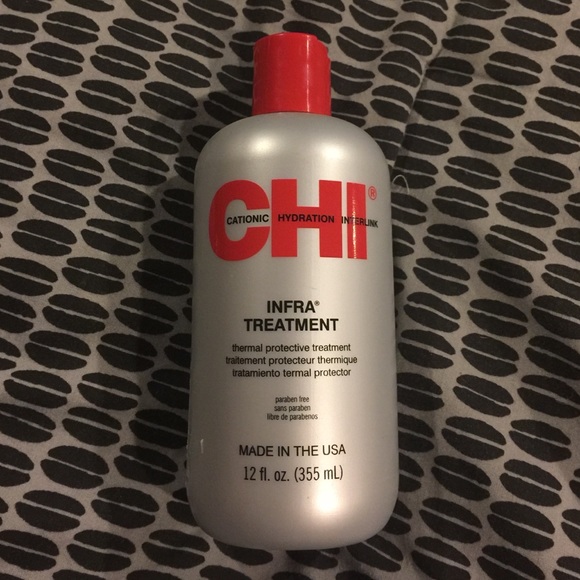 CHI®
CATIONIC HYDRATION INTERLINK
INFRA®
TREATMENT
thermal protective treatment
traitement protecteur thermique
tratamiento termal protector
paraben free
sans paraben
libre de parabenos
MADE IN THE USA
12 fl. oz. (355 mL)